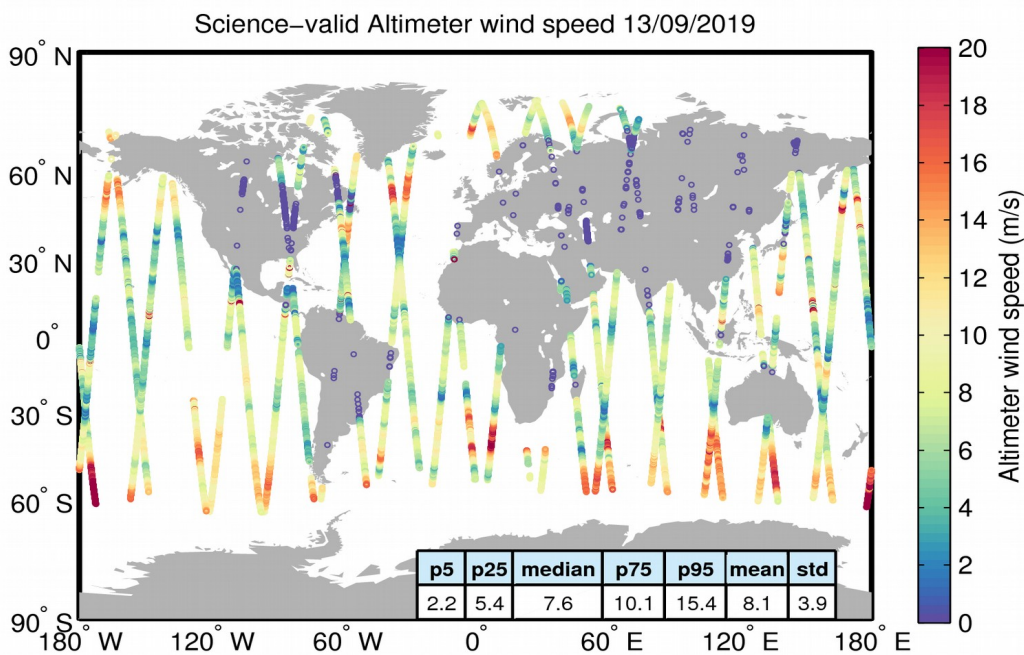 Science-valid Altimeter wind speed 13/09/2019
90° N
60° N
30° N
0°
30° S
60° S
90° S
180° W
120° W
60° W
0°
60° E
120° E
180° E
p5 p25 median p75 p95 mean std
2.2 5.4 7.6 10.1 15.4 8.1 3.9
20
18
16
14
12
10
8
6
4
2
0
Altimeter wind speed (m/s)